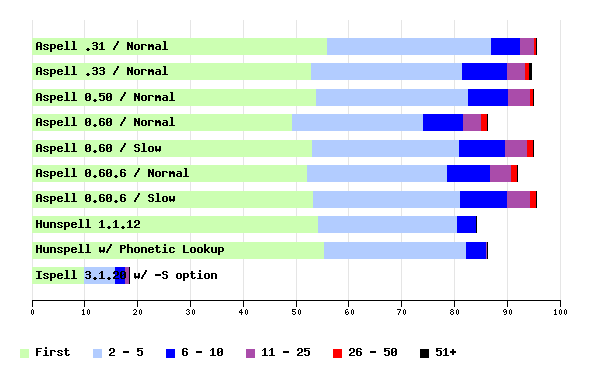 Aspell .31 / Normal
Aspell .33 / Normal
Aspell 0.50 / Normal
Aspell 0.60 / Normal
Aspell 0.60 / Slow
Aspell 0.60.6 / Normal
Aspell 0.60.6 / Slow
Hunspell 1.1.12
Hunspell w/ Phonetic Lookup
Ispell 3.1.20 w/ -S option
0 10 20 30 40 50 60 70 80 90 100
First 2 - 5 6 - 10 11 - 25 26 - 50 51+